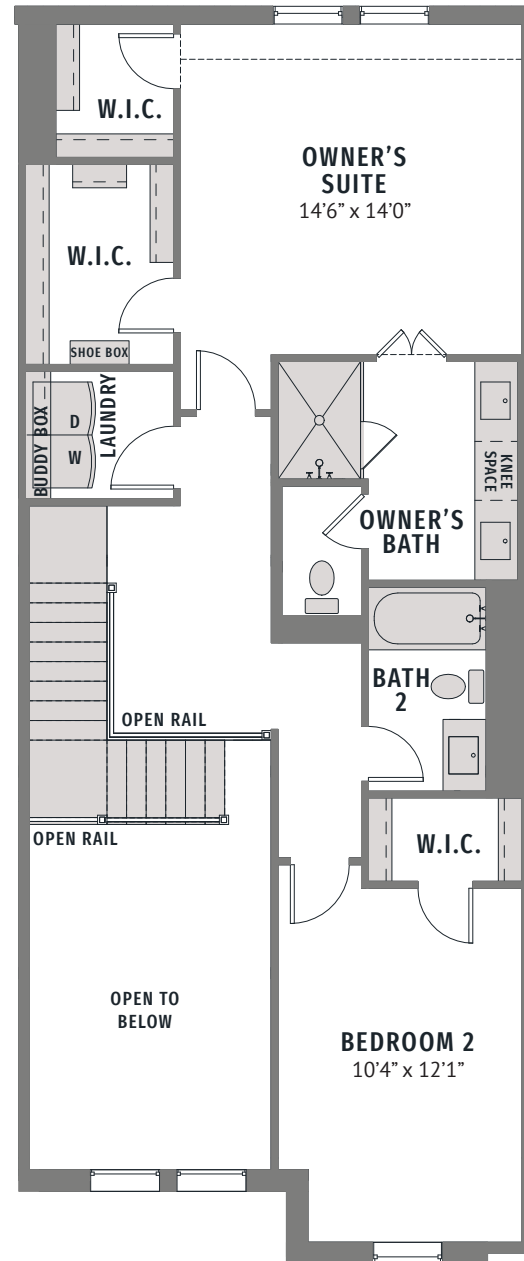 W.I.C.
OWNER'S
SUITE
14'6" x 14'0"
W.I.C.
SHOE BOX
BUDDY BOX
D
W
LAUNDRY
KNEE
SPACE
OWNER'S
BATH
BATH
2
OPEN RAIL
OPEN RAIL
W.I.C.
OPEN TO
BELOW
BEDROOM 2
10'4" x 12'1"